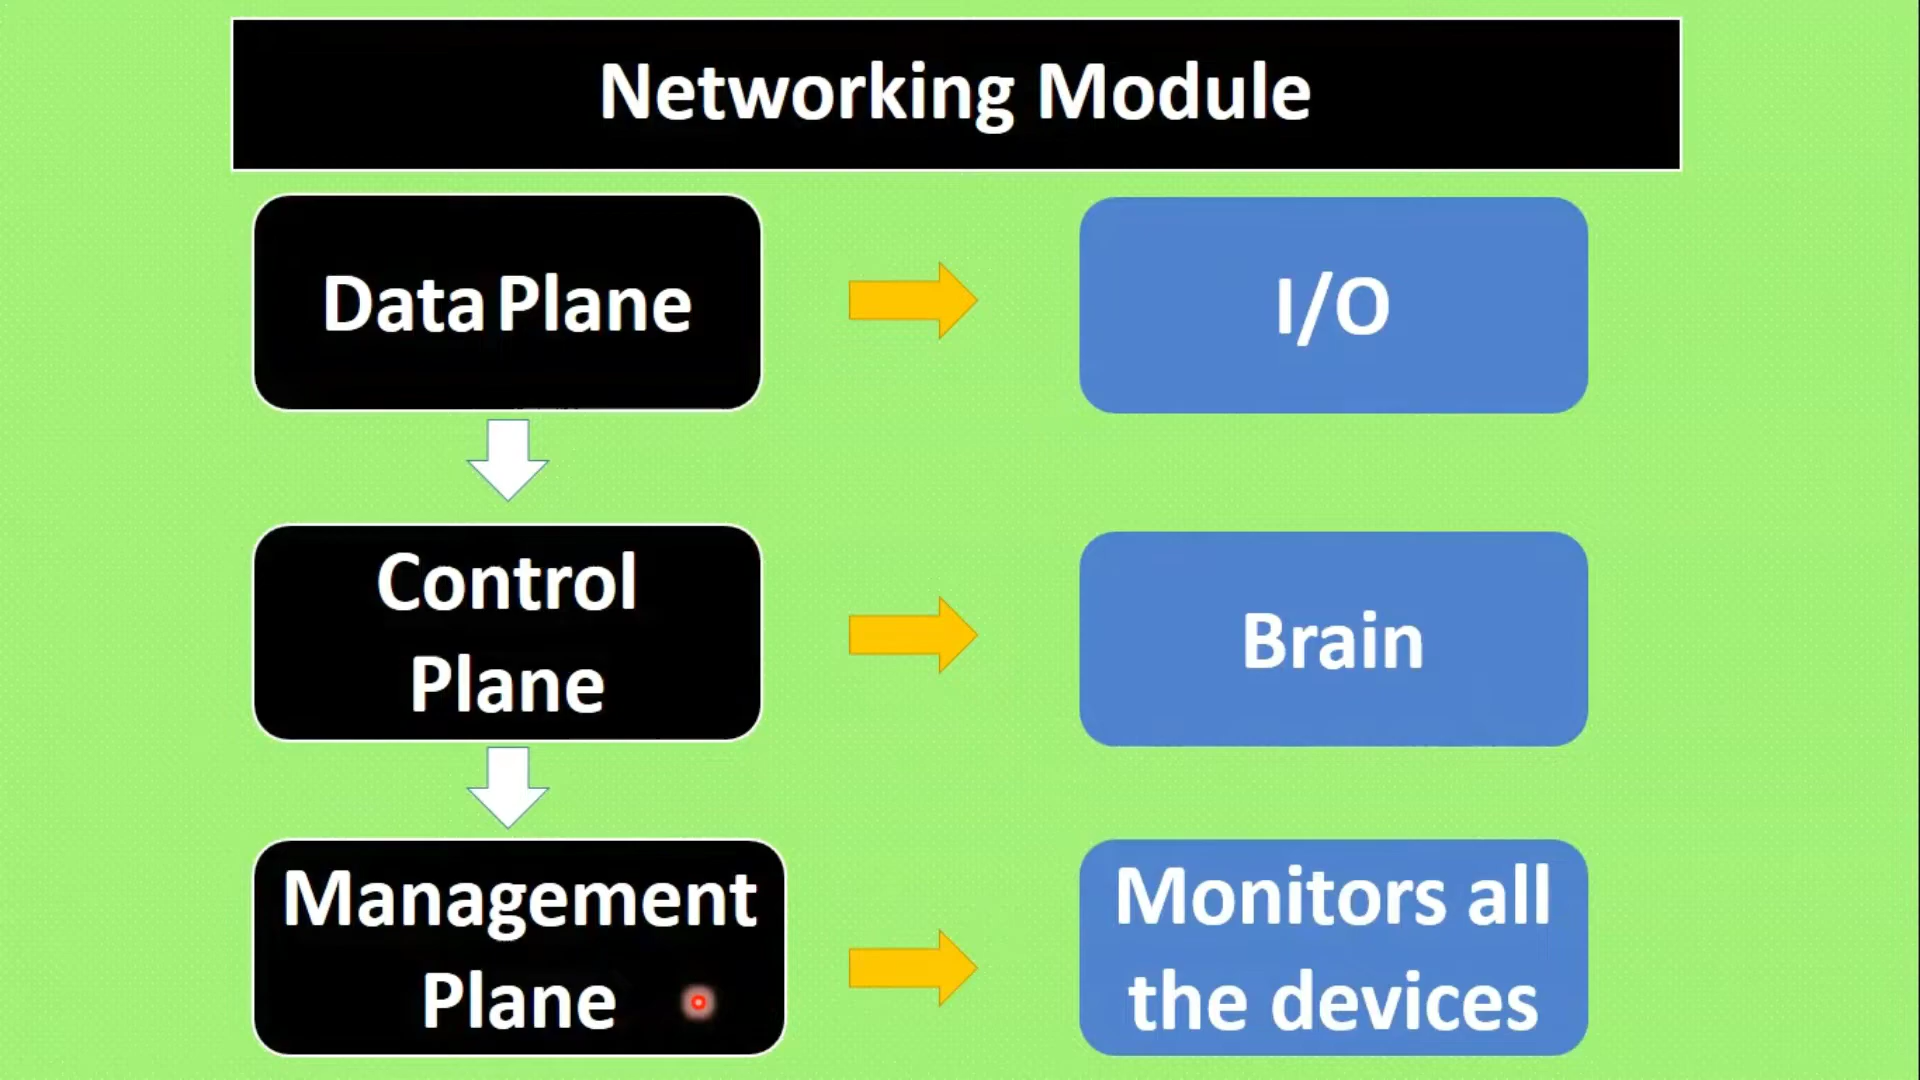 Networking Module
Data Plane
I/O
Control
Plane
Brain
Management
Plane
Monitors all
the devices